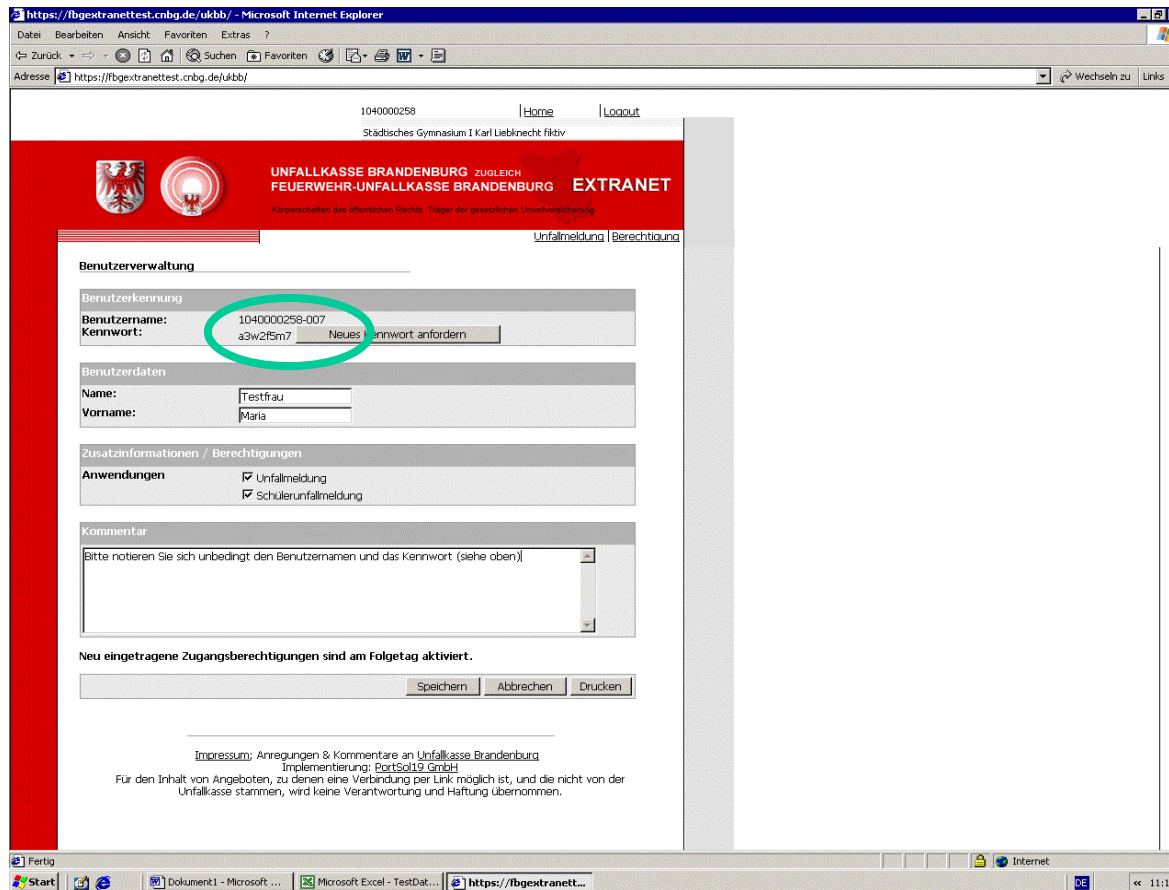 https://fbgextranettest.cnbg.de/ukbb/ - Microsoft Internet Explorer
Datei Bearbeiten Ansicht Favoriten Extras ?
Zurück Suchen Favoriten
Adresse https://fbgextranettest.cnbg.de/ukbb/ Wechseln zu Links
1040000258 Home Logout
Städtisches Gymnasium I Karl Liebknecht fiktiv
UNFALLKASSE BRANDENBURG ZUGLEICH
FEUERWEHR-UNFALLKASSE BRANDENBURG EXTRANET
Körperschaften des öffentlichen Rechts Träger der gesetzlichen Unfallversicherung
Unfallmeldung Berechtigung
Benutzerverwaltung
Benutzerkennung
Benutzername: 1040000258-007
Kennwort: a3w2f5m7 Neues Kennwort anfordern
Benutzerdaten
Name: Testfrau
Vorname: Maria
Zusatzinformationen / Berechtigungen
Anwendungen Unfallmeldung
Schülerunfallmeldung
Kommentar
Bitte notieren Sie sich unbedingt den Benutzernamen und das Kennwort (siehe oben)
Neu eingetragene Zugangsberechtigungen sind am Folgetag aktiviert.
Speichern Abbrechen Drucken
Impressum; Anregungen & Kommentare an Unfallkasse Brandenburg
Implementierung: PortSol19 GmbH
Für den Inhalt von Angeboten, zu denen eine Verbindung per Link möglich ist, und die nicht von der
Unfallkasse stammen, wird keine Verantwortung und Haftung übernommen.
Fertig Internet
Start Dokument1 - Microsoft ... Microsoft Excel - TestDat... https://fbgextranett... DE « 11:1